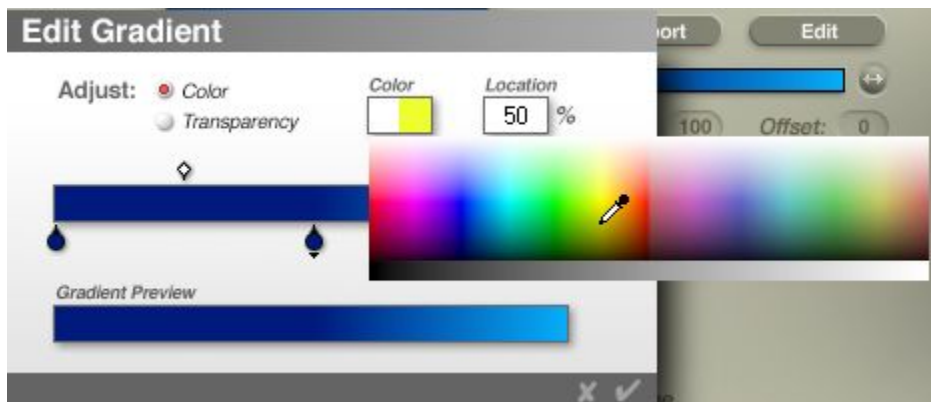 Edit Gradient
ort
Edit
Adjust:
Color
Transparency
Color
Location
50 %
100
Offset: 0
Gradient Preview